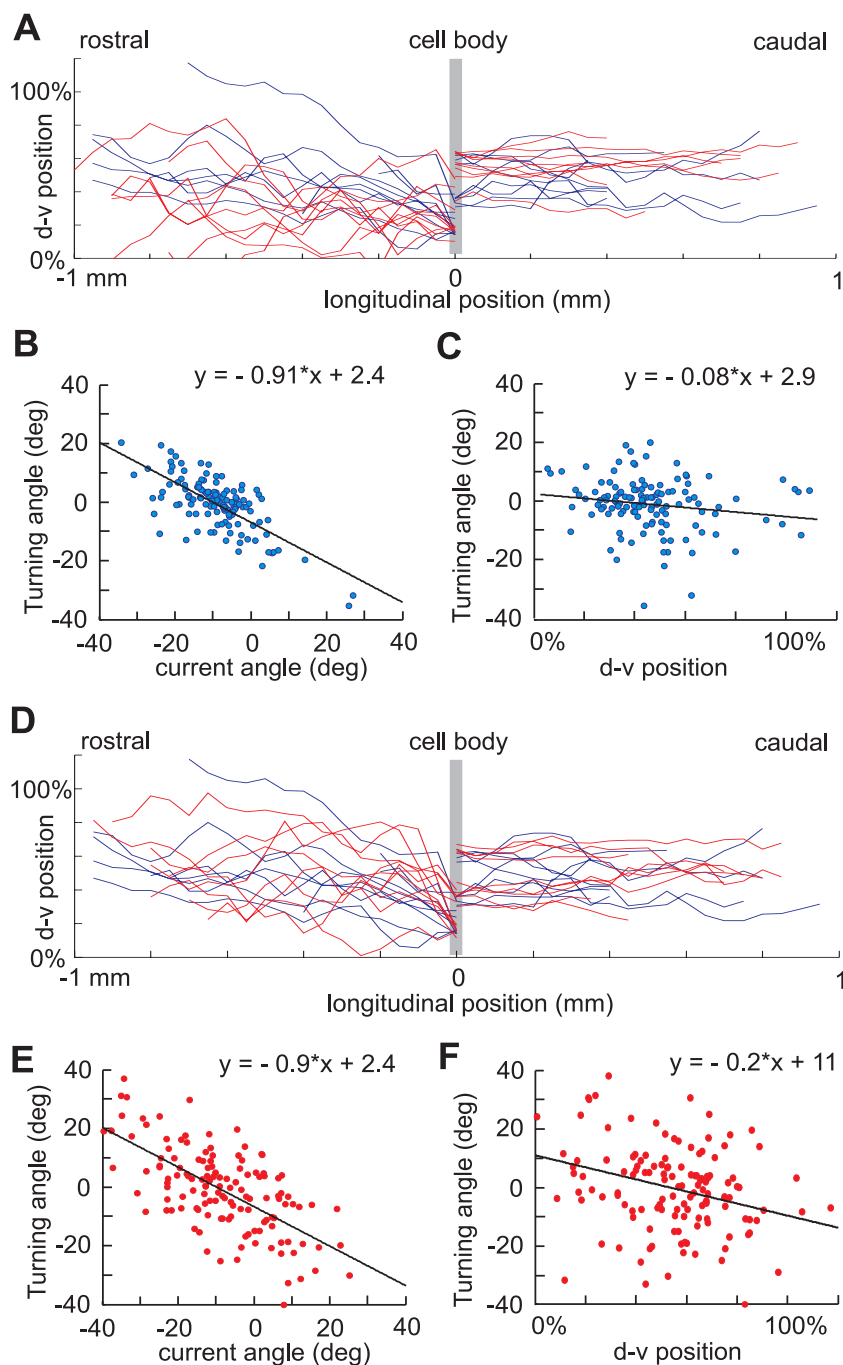 A
rostral
cell body
caudal
100%
d-v position
0%
-1 mm
0
1
longitudinal position (mm)
B
y = - 0.91*x + 2.4
40
20
0
-20
-40
Turning angle (deg)
-40
-20
0
20
40
current angle (deg)
C
y = - 0.08*x + 2.9
40
20
0
-20
-40
Turning angle (deg)
0%
100%
d-v position
D
rostral
cell body
caudal
100%
d-v position
0%
-1 mm
0
1
longitudinal position (mm)
E
y = - 0.9*x + 2.4
40
20
0
-20
-40
Turning angle (deg)
-40
-20
0
20
40
current angle (deg)
F
y = - 0.2*x + 11
40
20
0
-20
-40
Turning angle (deg)
0%
100%
d-v position